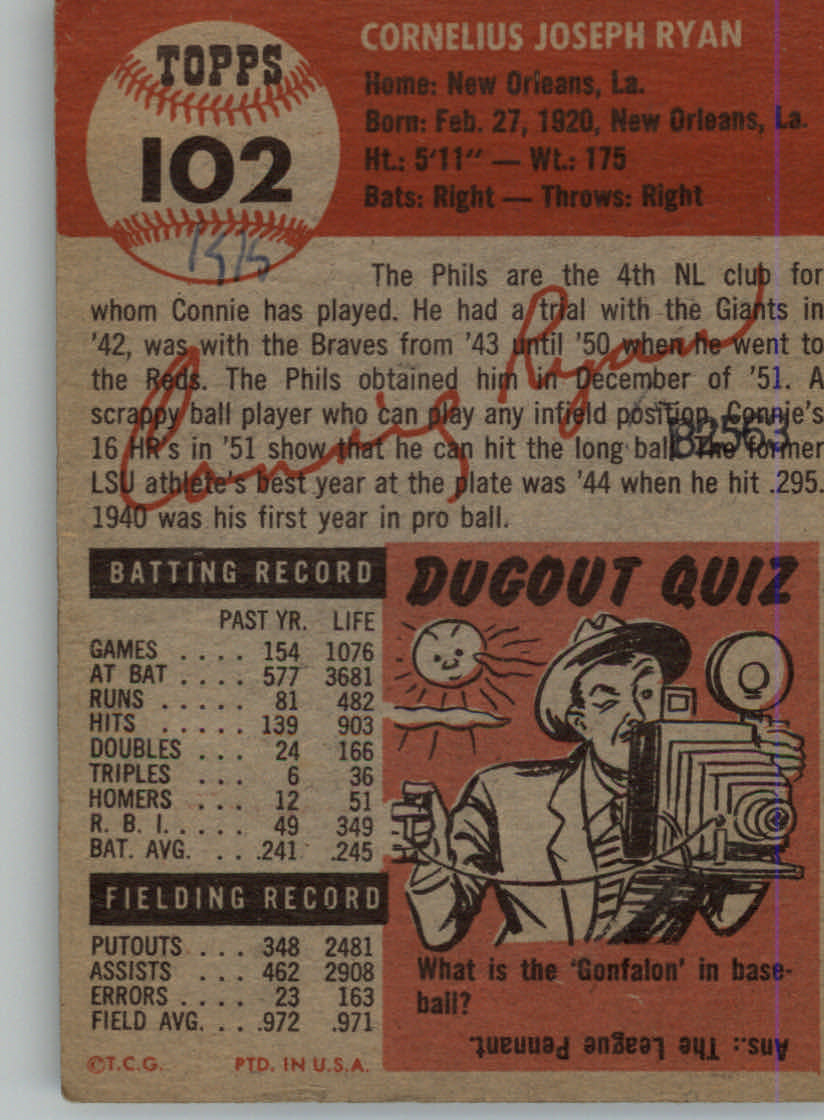 TOPPS
102
CORNELIUS JOSEPH RYAN
Home: New Orleans, La.
Born: Feb. 27, 1920, New Orleans, La.
Ht.: 5'11" — Wt.: 175
Bats: Right — Throws: Right
The Phils are the 4th NL club for
whom Connie has played. He had a trial with the Giants in
'42, was with the Braves from '43 until '50 when he went to
the Reds. The Phils obtained him in December of '51. A
scrappy ball player who can play any infield position, Connie's
16 HR's in '51 show that he can hit the long ball. The former
LSU athlete's best year at the plate was '44 when he hit .295.
1940 was his first year in pro ball.
Connie Ryan
B2563
BATTING RECORD
PAST YR. LIFE
GAMES .... 154 1076
AT BAT .... 577 3681
RUNS ..... 81 482
HITS ..... 139 903
DOUBLES ... 24 166
TRIPLES ... 6 36
HOMERS ... 12 51
R. B. I..... 49 349
BAT. AVG. ... .241 .245
FIELDING RECORD
PUTOUTS ... 348 2481
ASSISTS ... 462 2908
ERRORS .... 23 163
FIELD AVG. ... .972 .971
©T.C.G. PTD. IN U.S.A.
DUGOUT QUIZ
What is the 'Gonfalon' in base-
ball?
Ans.: The League Pennant.